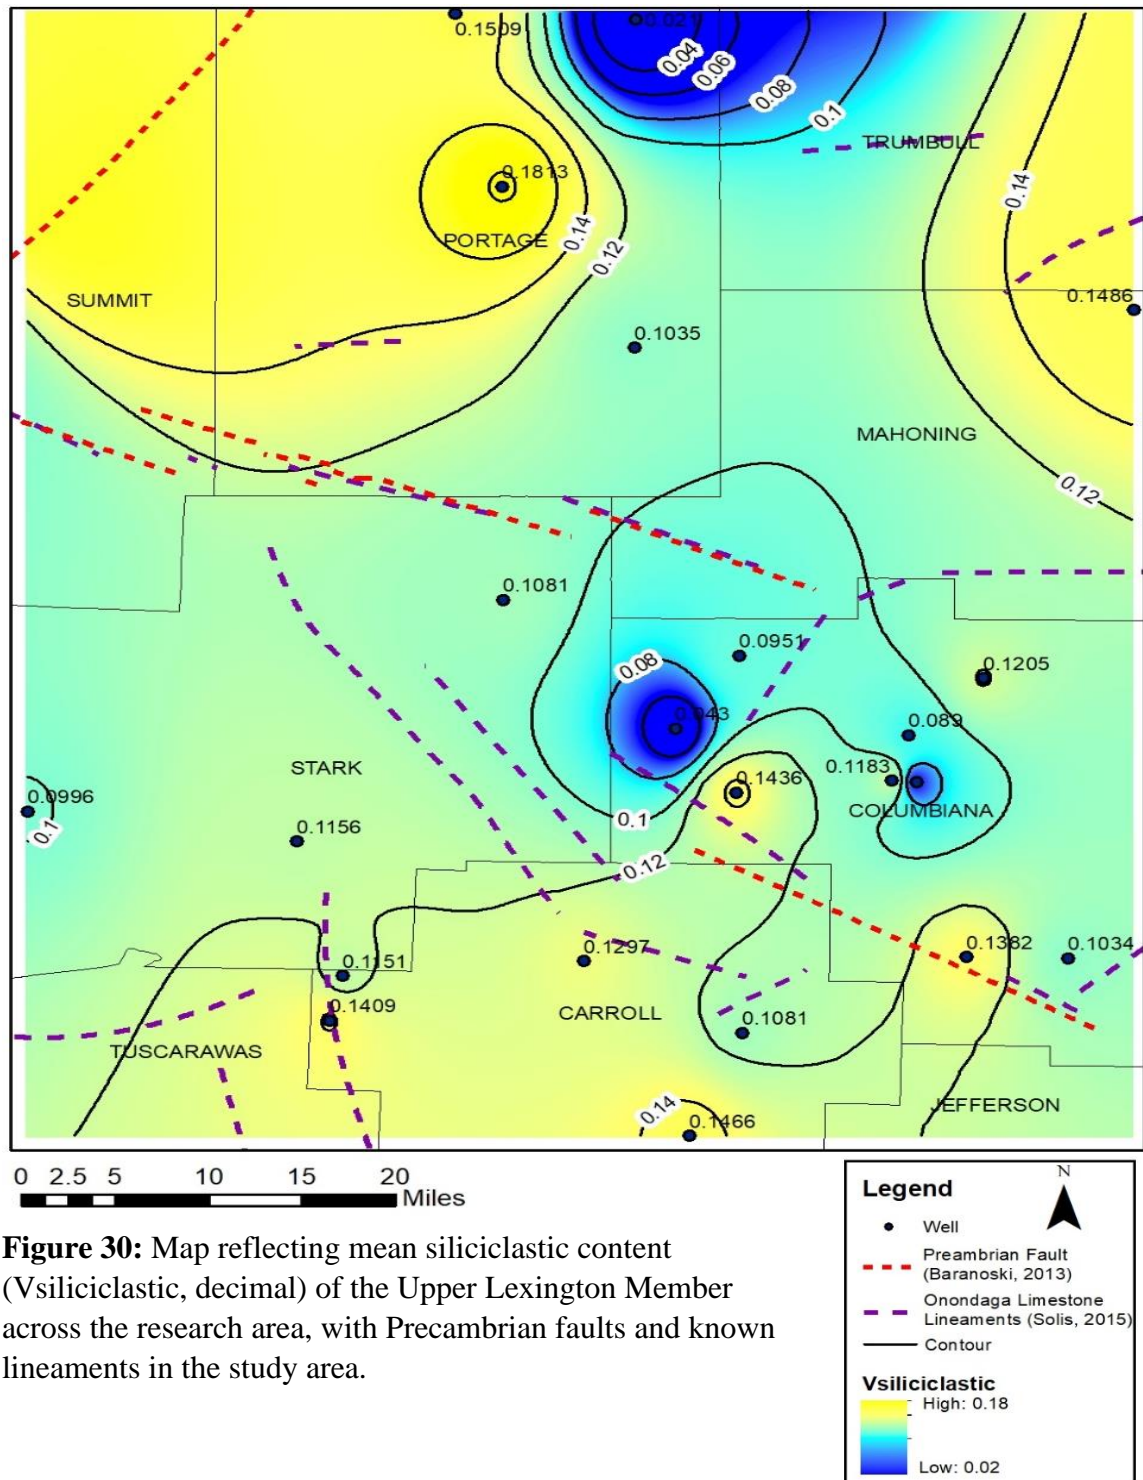 0.1509
0.021
0.04
0.06
0.08
0.1
TRUMBULL
0.1813
0.14
0.14
PORTAGE
0.12
SUMMIT
0.1486
0.1035
MAHONING
0.12
0.1081
0.0951
0.08
0.1205
0.043
0.089
STARK
0.1436
0.1183
0.0996
COLUMBIANA
0.1
0.1
0.1156
0.12
0.1297
0.1382
0.1034
0.1151
0.1409
CARROLL
0.1081
TUSCARAWAS
JEFFERSON
0.14
0.1466
0 2.5 5 10 15 20
Miles
Legend
N
Well
Preambrian Fault
(Baranoski, 2013)
Onondaga Limestone
Lineaments (Solis, 2015)
Contour
Vsiliciclastic
High: 0.18
Low: 0.02
Figure 30: Map reflecting mean siliciclastic content
(Vsiliciclastic, decimal) of the Upper Lexington Member
across the research area, with Precambrian faults and known
lineaments in the study area.